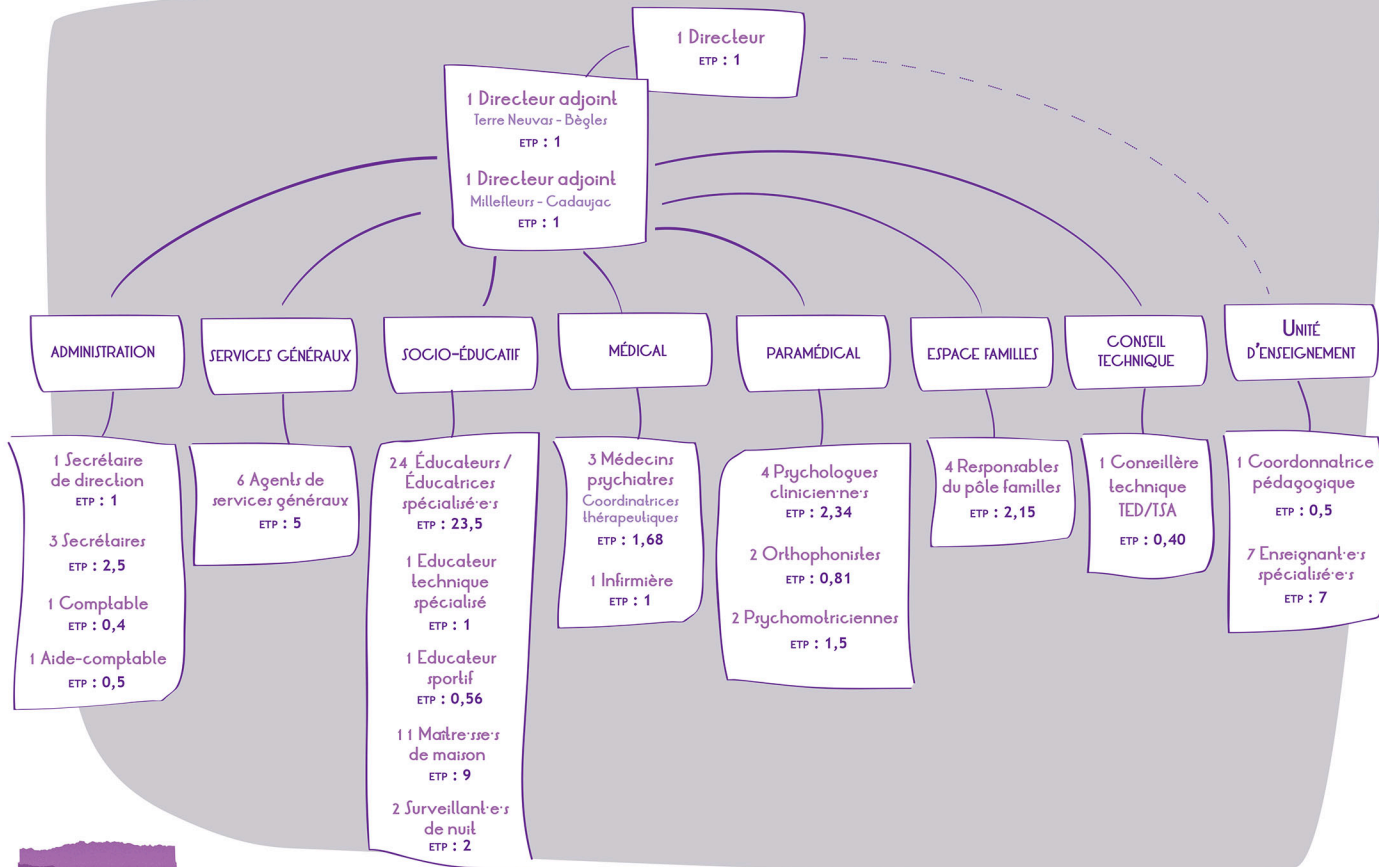 1 Directeur
ETP : 1
1 Directeur adjoint
Terre Neuvas - Bègles
ETP : 1
1 Directeur adjoint
Millefleurs - Cadaujac
ETP : 1
ADMINISTRATION
SERVICES GÉNÉRAUX
SOCIO-ÉDUCATIF
MÉDICAL
PARAMÉDICAL
ESPACE FAMILLES
CONSEIL
TECHNIQUE
UNITÉ
D'ENSEIGNEMENT
1 Secrétaire
de direction
ETP : 1
3 Secrétaires
ETP : 2,5
1 Comptable
ETP : 0,4
1 Aide-comptable
ETP : 0,5
6 Agents de
services généraux
ETP : 5
24 Éducateurs /
Éducatrices
spécialisé·e·s
ETP : 23,5
1 Educateur
technique
spécialisé
ETP : 1
1 Educateur
sportif
ETP : 0,56
11 Maître·sse·s
de maison
ETP : 9
2 Surveillant·e·s
de nuit
ETP : 2
3 Médecins
psychiatres
Coordinatrices
thérapeutiques
ETP : 1,68
1 Infirmière
ETP : 1
4 Psychologues
clinicien·ne·s
ETP : 2,34
2 Orthophonistes
ETP : 0,81
2 Psychomotriciennes
ETP : 1,5
4 Responsables
du pôle familles
ETP : 2,15
1 Conseillère
technique
TED/TSA
ETP : 0,40
1 Coordonnatrice
pédagogique
ETP : 0,5
7 Enseignant·e·s
spécialisé·e·s
ETP : 7